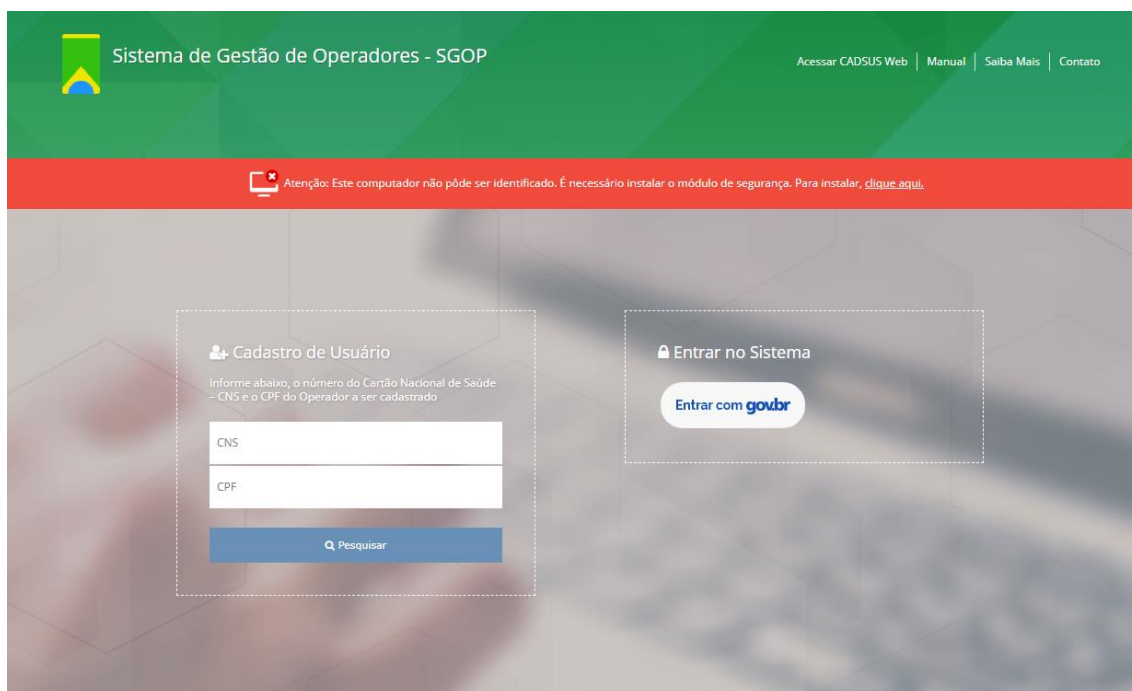 Sistema de Gestão de Operadores - SGOP
Acessar CADSUS Web | Manual | Saiba Mais | Contato
Atenção: Este computador não pôde ser identificado. É necessário instalar o módulo de segurança. Para instalar, clique aqui.
Cadastro de Usuário
Informe abaixo, o número do Cartão Nacional de Saúde
– CNS e o CPF do Operador a ser cadastrado
CNS
CPF
Pesquisar
Entrar no Sistema
Entrar com gov.br